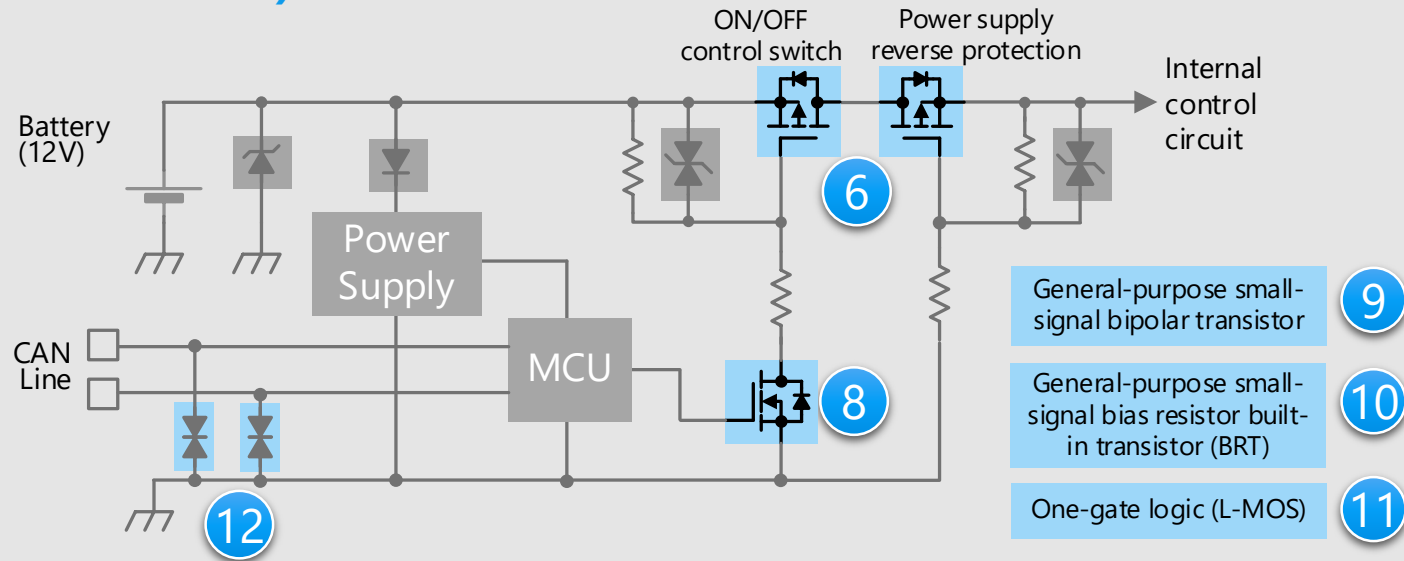 ON/OFF
control switch
Power supply
reverse protection
Internal
control
circuit
Battery
(12V)
6
Power
Supply
General-purpose small-
signal bipolar transistor
9
CAN
Line
MCU
8
General-purpose small-
signal bias resistor built-
in transistor (BRT)
10
12
One-gate logic (L-MOS)
11